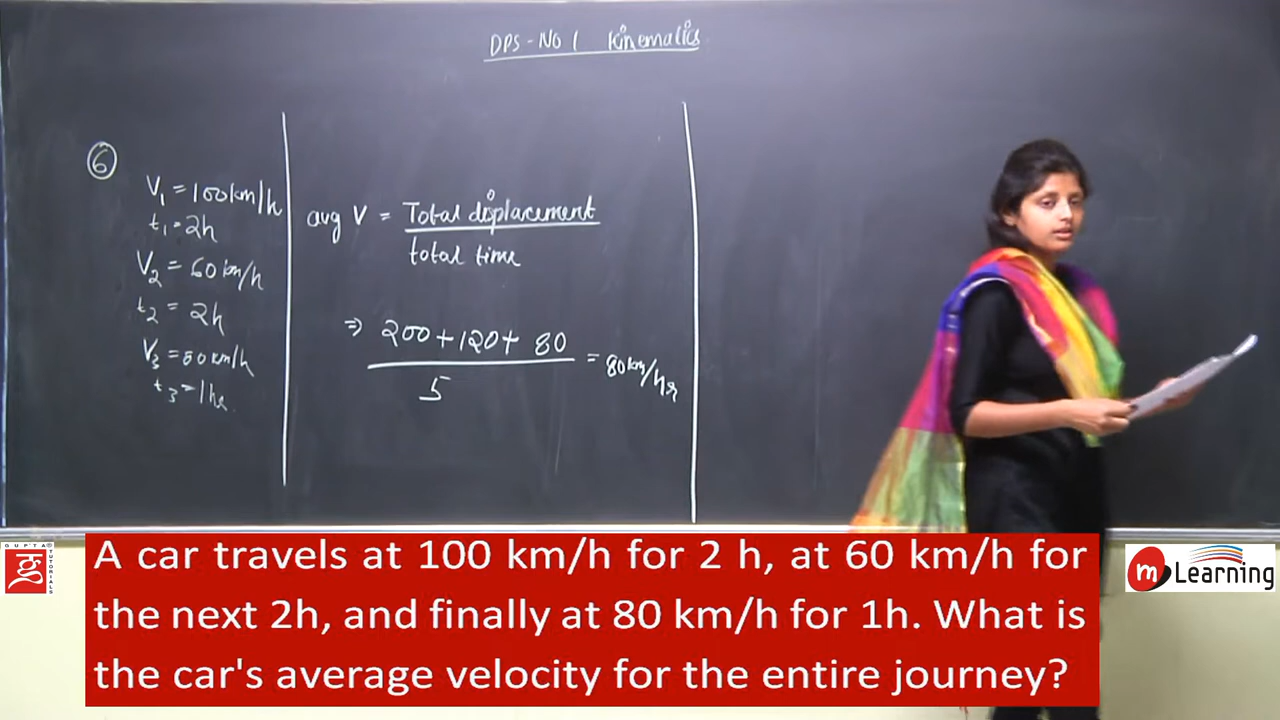 DPS - No 1 Kinematics
6
V₁ = 100 km/h
t₁ = 2h
V₂ = 60 km/h
t₂ = 2h
V₃ = 80 km/h
t₃ = 1hr.
avg V = Total displacement
total time
⇒ 200 + 120 + 80
5
= 80 km/hr
A car travels at 100 km/h for 2 h, at 60 km/h for
the next 2h, and finally at 80 km/h for 1h. What is
the car's average velocity for the entire journey?
GUPTA®
TUTORIALS
g
m Learning